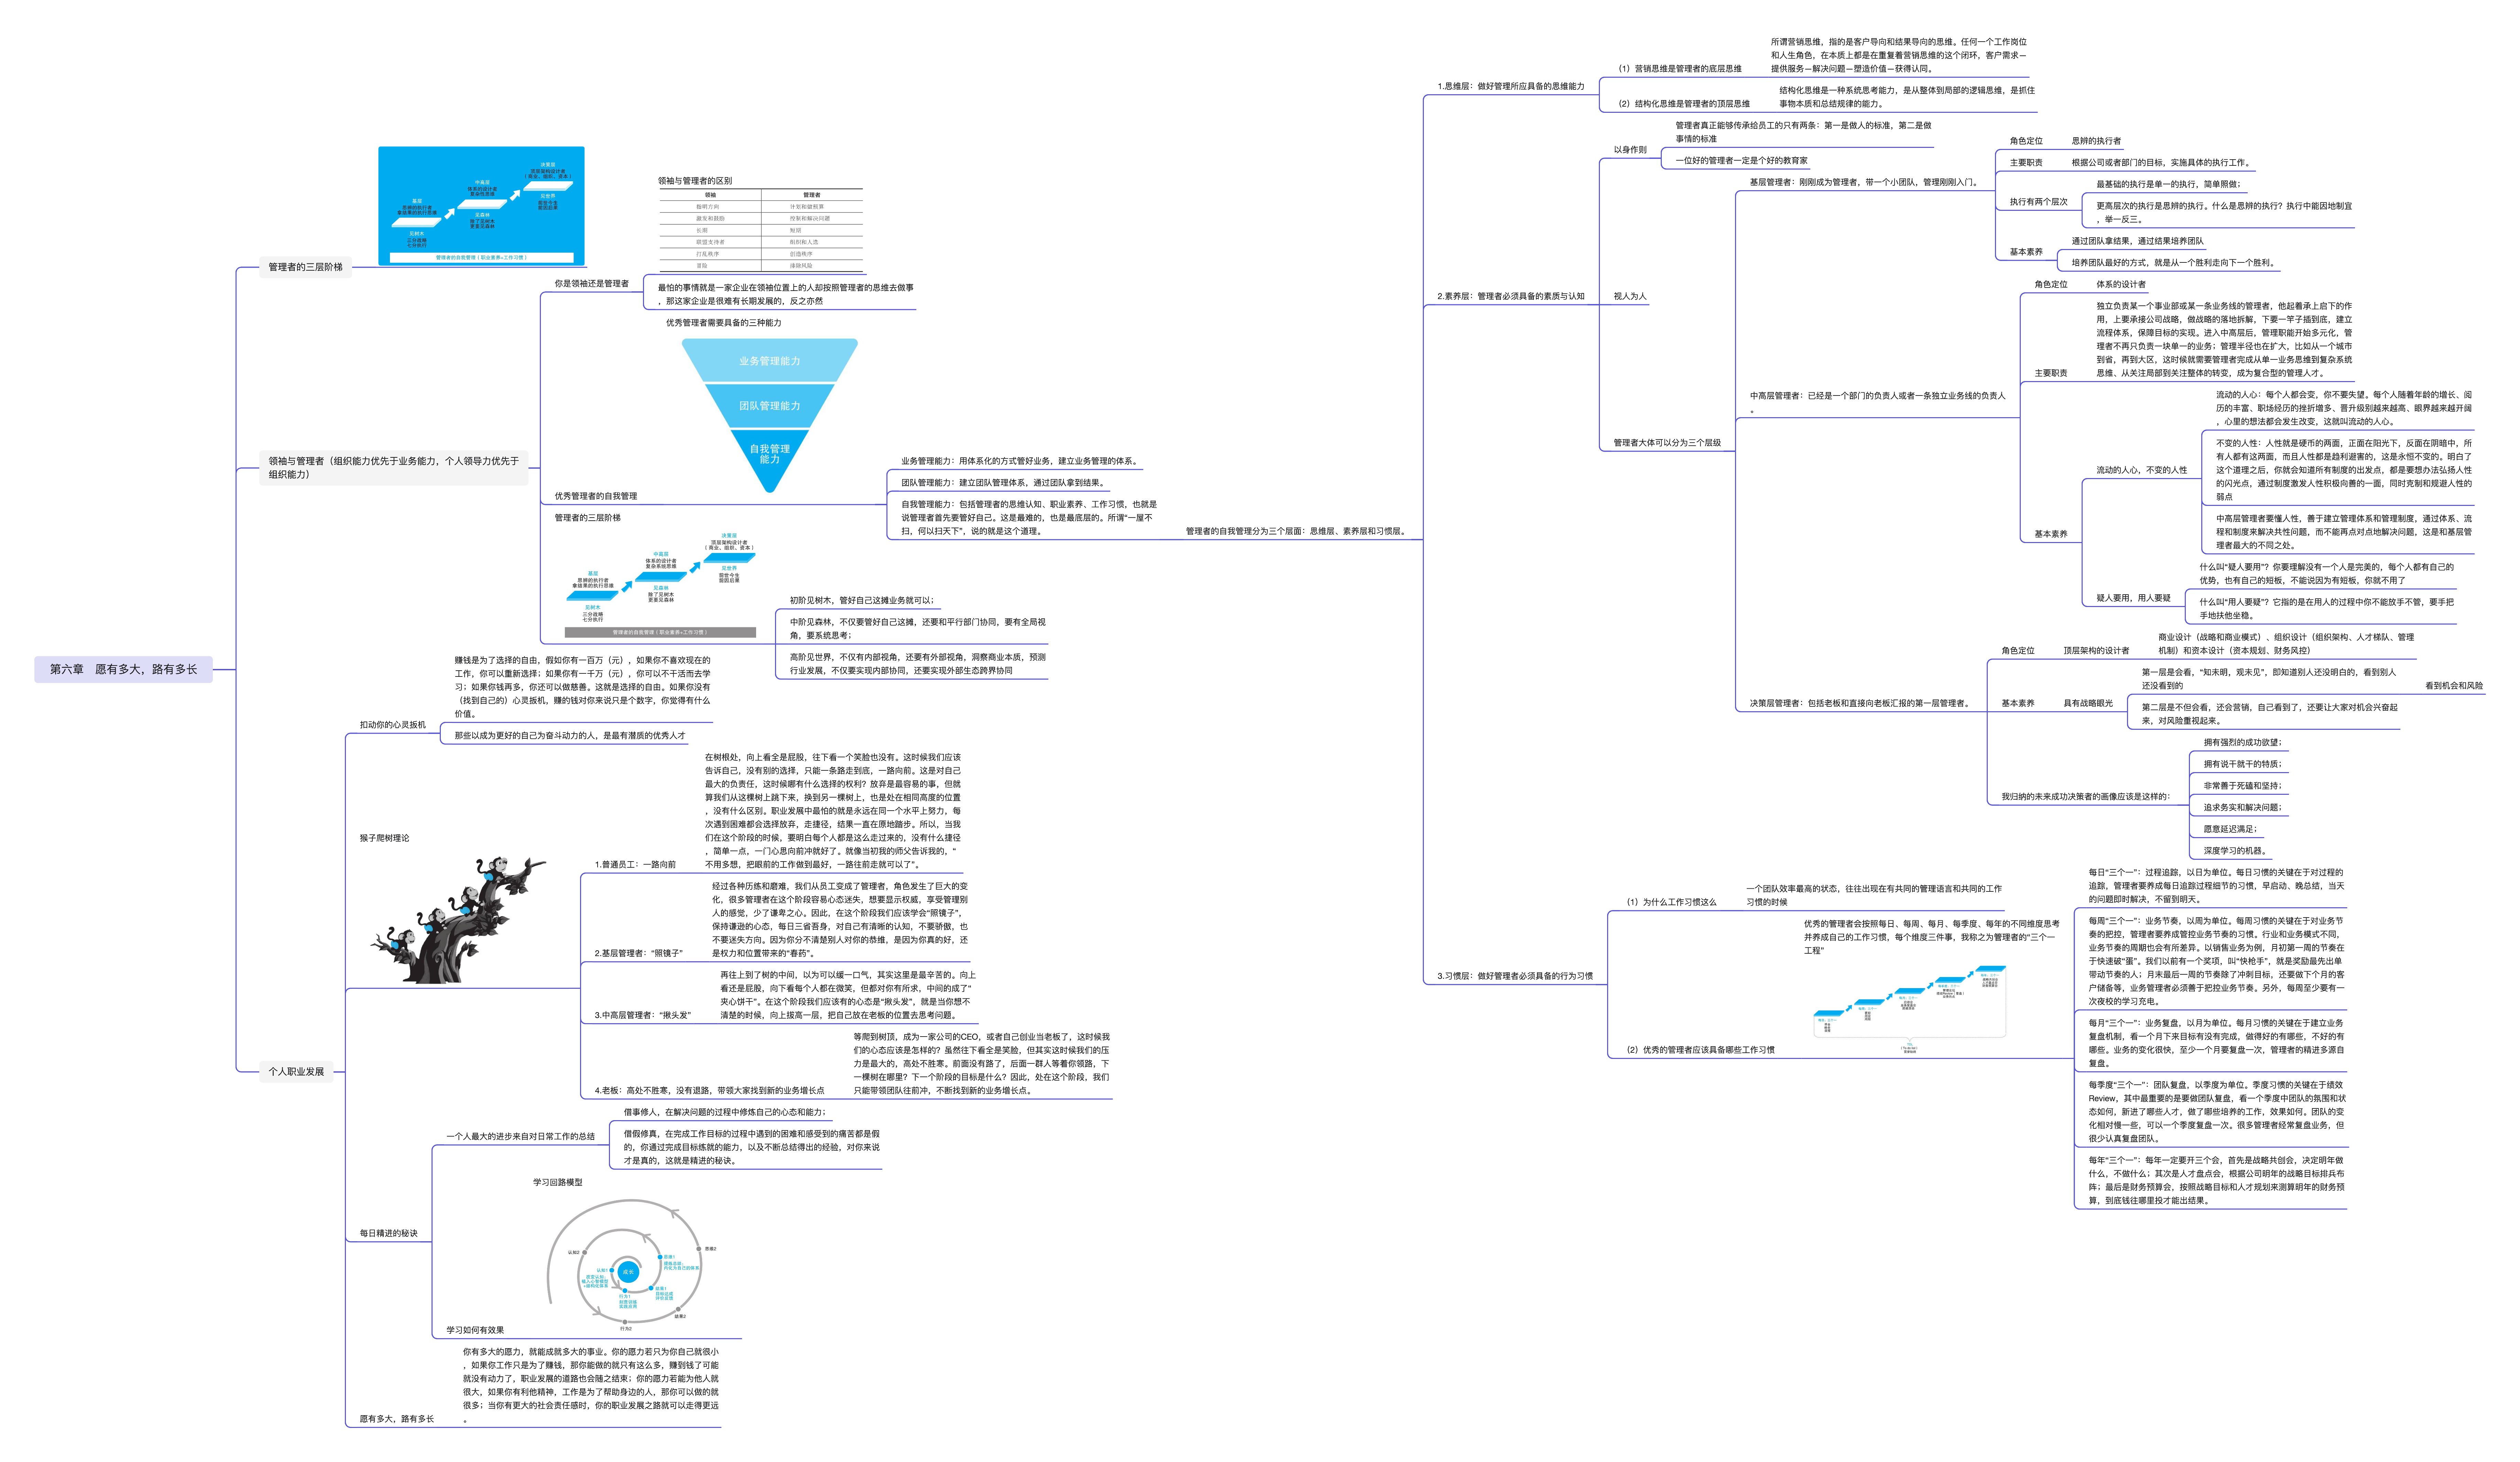 第六章 愿有多大，路有多长
管理者的三层阶梯
决策层
顶层架构设计者
（商业、组织、资本）
中高层
体系的设计者
复杂系统思维
基层
思辨的执行者
拿结果的执行思维
见世界
前世今生
前因后果
见森林
除了见树木
更重见森林
见树木
三分战略
七分执行
管理者的自我管理（职业素养+工作习惯）
领袖与管理者（组织能力优先于业务能力，个人领导力优先于
组织能力）
你是领袖还是管理者
领袖与管理者的区别
领袖 管理者
指明方向 计划和做预算
激发和鼓励 控制和解决问题
长期 短期
联盟支持者 组织和人选
打乱秩序 创造秩序
冒险 排除风险
最怕的事情就是一家企业在领袖位置上的人却按照管理者的思维去做事
，那这家企业是很难有长期发展的，反之亦然
优秀管理者的自我管理
优秀管理者需要具备的三种能力
业务管理能力
团队管理能力
自我管理
能力
业务管理能力：用体系化的方式管好业务，建立业务管理的体系。
团队管理能力：建立团队管理体系，通过团队拿到结果。
自我管理能力：包括管理者的思维认知、职业素养、工作习惯，也就是
说管理者首先要管好自己。这是最难的，也是最底层的。所谓“一屋不
扫，何以扫天下”，说的就是这个道理。
管理者的自我管理分为三个层面：思维层、素养层和习惯层。
1.思维层：做好管理所应具备的思维能力
（1）营销思维是管理者的底层思维
所谓营销思维，指的是客户导向和结果导向的思维。任何一个工作岗位
和人生角色，在本质上都是在重复着营销思维的这个闭环，客户需求—
提供服务—解决问题—塑造价值—获得认同。
（2）结构化思维是管理者的顶层思维
结构化思维是一种系统思考能力，是从整体到局部的逻辑思维，是抓住
事物本质和总结规律的能力。
2.素养层：管理者必须具备的素质与认知
以身作则
管理者真正能够传承给员工的只有两条：第一是做人的标准，第二是做
事情的标准
一位好的管理者一定是个好的教育家
视人为人
管理者大体可以分为三个层级
基层管理者：刚刚成为管理者，带一个小团队，管理刚刚入门。
角色定位
思辨的执行者
主要职责
根据公司或者部门的目标，实施具体的执行工作。
执行有两个层次
最基础的执行是单一的执行，简单照做；
更高层次的执行是思辨的执行。什么是思辨的执行？执行中能因地制宜
，举一反三。
基本素养
通过团队拿结果，通过结果培养团队
培养团队最好的方式，就是从一个胜利走向下一个胜利。
中高层管理者：已经是一个部门的负责人或者一条独立业务线的负责人
。
角色定位
体系的设计者
主要职责
独立负责某一个事业部或某一条业务线的管理者，他起着承上启下的作
用，上要承接公司战略，做战略的落地拆解，下要一竿子插到底，建立
流程体系，保障目标的实现。进入中高层后，管理职能开始多元化，管
理者不再只负责一块单一的业务；管理半径也在扩大，比如从一个城市
到省，再到大区，这时候就需要管理者完成从单一业务思维到复杂系统
思维、从关注局部到关注整体的转变，成为复合型的管理人才。
基本素养
流动的人心，不变的人性
流动的人心：每个人都会变，你不要失望。每个人随着年龄的增长、阅
历的丰富、职场经历的挫折增多、晋升级别越来越高、眼界越来越开阔
，心里的想法都会发生改变，这就叫流动的人心。
不变的人性：人性就是硬币的两面，正面在阳光下，反面在阴暗中，所
有人都有这两面，而且人性都是趋利避害的，这是永恒不变的。明白了
这个道理之后，你就会知道所有制度的出发点，都是要想办法弘扬人性
的闪光点，通过制度激发人性积极向善的一面，同时克制和规避人性的
弱点
中高层管理者要懂人性，善于建立管理体系和管理制度，通过体系、流
程和制度来解决共性问题，而不能再点对点地解决问题，这是和基层管
理者最大的不同之处。
疑人要用，用人要疑
什么叫“疑人要用”？你要理解没有一个人是完美的，每个人都有自己的
优势，也有自己的短板，不能说因为有短板，你就不用了
什么叫“用人要疑”？它指的是在用人的过程中你不能放手不管，要手把
手地扶他坐稳。
决策层管理者：包括老板和直接向老板汇报的第一层管理者。
角色定位
顶层架构的设计者
商业设计（战略和商业模式）、组织设计（组织架构、人才梯队、管理
机制）和资本设计（资本规划、财务风控）
基本素养
具有战略眼光
第一层是会看，“知未明，观未见”，即知道别人还没明白的，看到别人
还没看到的
看到机会和风险
第二层是不但会看，还会营销，自己看到了，还要让大家对机会兴奋起
来，对风险重视起来。
我归纳的未来成功决策者的画像应该是这样的：
拥有强烈的成功欲望；
拥有说干就干的特质；
非常善于死磕和坚持；
追求务实和解决问题；
愿意延迟满足；
深度学习的机器。
3.习惯层：做好管理者必须具备的行为习惯
（1）为什么工作习惯这么
一个团队效率最高的状态，往往出现在有共同的管理语言和共同的工作
习惯的时候
（2）优秀的管理者应该具备哪些工作习惯
优秀的管理者会按照每日、每周、每月、每季度、每年的不同维度思考
并养成自己的工作习惯，每个维度三件事，我称之为管理者的“三个一
工程”
每日“三个一”：过程追踪，以日为单位。每日习惯的关键在于对过程的
追踪，管理者要养成每日追踪过程细节的习惯，早启动、晚总结，当天
的问题即时解决，不留到明天。
每周“三个一”：业务节奏，以周为单位。每周习惯的关键在于对业务节
奏的把控，管理者要养成管控业务节奏的习惯。行业和业务模式不同，
业务节奏的周期也会有所差异。以销售业务为例，月初第一周的节奏在
于快速破“蛋”。我们以前有一个奖项，叫“快枪手”，就是奖励最先出单
带动节奏的人；月末最后一周的节奏除了冲刺目标，还要做下个月的客
户储备等，业务管理者必须善于把控业务节奏。另外，每周至少要有一
次夜校的学习充电。
每月“三个一”：业务复盘，以月为单位。每月习惯的关键在于建立业务
复盘机制，看一个月下来目标有没有完成，做得好的有哪些，不好的有
哪些。业务的变化很快，至少一个月要复盘一次，管理者的精进多源自
复盘。
每季度“三个一”：团队复盘，以季度为单位。季度习惯的关键在于绩效
Review，其中最重要的是要做团队复盘，看一个季度中团队的氛围和状
态如何，新进了哪些人才，做了哪些培养的工作，效果如何。团队的变
化相对慢一些，可以一个季度复盘一次。很多管理者经常复盘业务，但
很少认真复盘团队。
每年“三个一”：每年一定要开三个会，首先是战略共创会，决定明年做
什么，不做什么；其次是人才盘点会，根据公司明年的战略目标排兵布
阵；最后是财务预算会，按照战略目标和人才规划来测算明年的财务预
算，到底钱往哪里投才能出结果。
管理者的三层阶梯
决策层
顶层架构设计者
（商业、组织、资本）
中高层
体系的设计者
复杂系统思维
基层
思辨的执行者
拿结果的执行思维
见世界
前世今生
前因后果
见森林
除了见树木
更重见森林
见树木
三分战略
七分执行
管理者的自我管理（职业素养+工作习惯）
初阶见树木，管好自己这摊业务就可以；
中阶见森林，不仅要管好自己这摊，还要和平行部门协同，要有全局视
角，要系统思考；
高阶见世界，不仅有内部视角，还要有外部视角，洞察商业本质，预测
行业发展，不仅要实现内部协同，还要实现外部生态跨界协同
个人职业发展
扣动你的心灵扳机
赚钱是为了选择的自由，假如你有一百万（元），如果你不喜欢现在的
工作，你可以重新选择；如果你有一千万（元），你可以不干活而去学
习；如果你钱再多，你还可以做慈善。这就是选择的自由。如果你没有
（找到自己的）心灵扳机，赚的钱对你来说只是个数字，你觉得有什么
价值。
那些以成为更好的自己为奋斗动力的人，是最有潜质的优秀人才
猴子爬树理论
1.普通员工：一路向前
在树根处，向上看全是屁股，往下看一个笑脸也没有。这时候我们应该
告诉自己，没有别的选择，只能一条路走到底，一路向前。这是对自己
最大的负责任，这时候哪有什么选择的权利？放弃是最容易的事，但就
算我们从这棵树上跳下来，换到另一棵树上，也是处在相同高度的位置
，没有什么区别。职业发展中最怕的就是永远在同一个水平上努力，每
次遇到困难都会选择放弃，走捷径，结果一直在原地踏步。所以，当我
们在这个阶段的时候，要明白每个人都是这么走过来的，没有什么捷径
，简单一点，一门心思向前冲就好了。就像当初我的师父告诉我的，“
不用多想，把眼前的工作做到最好，一路往前走就可以了”。
2.基层管理者：“照镜子”
经过各种历练和磨难，我们从员工变成了管理者，角色发生了巨大的变
化，很多管理者在这个阶段容易心态迷失，想要显示权威，享受管理别
人的感觉，少了谦卑之心。因此，在这个阶段我们应该学会“照镜子”，
保持谦逊的心态，每日三省吾身，对自己有清晰的认知，不要骄傲，也
不要迷失方向。因为你分不清楚别人对你的恭维，是因为你真的好，还
是权力和位置带来的“春药”。
3.中高层管理者：“揪头发”
再往上到了树的中间，以为可以缓一口气，其实这里是最辛苦的。向上
看还是屁股，向下看每个人都在微笑，但都对你有所求，中间的成了“
夹心饼干”。在这个阶段我们应该有的心态是“揪头发”，就是当你想不
清楚的时候，向上拔高一层，把自己放在老板的位置去思考问题。
4.老板：高处不胜寒，没有退路，带领大家找到新的业务增长点
等爬到树顶，成为一家公司的CEO，或者自己创业当老板了，这时候我
们的心态应该是怎样的？虽然往下看全是笑脸，但其实这时候我们的压
力是最大的，高处不胜寒。前面没有路了，后面一群人等着你领路，下
一棵树在哪里？下一个阶段的目标是什么？因此，处在这个阶段，我们
只能带领团队往前冲，不断找到新的业务增长点。
每日精进的秘诀
一个人最大的进步来自对日常工作的总结
借事修人，在解决问题的过程中修炼自己的心态和能力；
借假修真，在完成工作目标的过程中遇到的困难和感受到的痛苦都是假
的，你通过完成目标练就的能力，以及不断总结得出的经验，对你来说
才是真的，这就是精进的秘诀。
学习如何有效果
学习回路模型
成长
认知1
行为1
结果1
思维1
认知2
行为2
结果2
思维2
愿有多大，路有多长
你有多大的愿力，就能成就多大的事业。你的愿力若只为你自己就很小
，如果你工作只是为了赚钱，那你能做的就只有这么多，赚到钱了可能
就没有动力了，职业发展的道路也会随之结束；你的愿力若能为他人就
很大，如果你有利他精神，工作是为了帮助身边的人，那你可以做的就
很多；当你有更大的社会责任感时，你的职业发展之路就可以走得更远
。